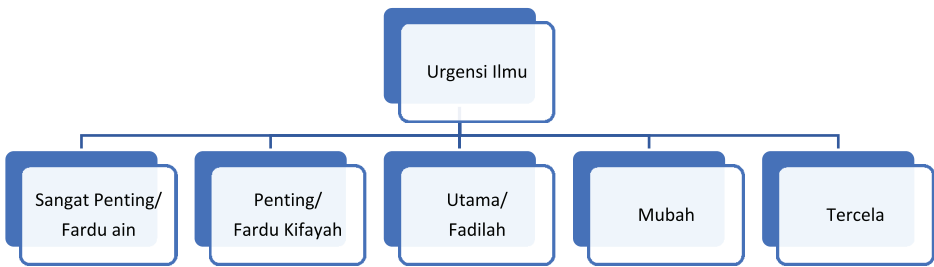 Urgensi Ilmu
Sangat Penting/
Fardu ain
Penting/
Fardu Kifayah
Utama/
Fadilah
Mubah
Tercela